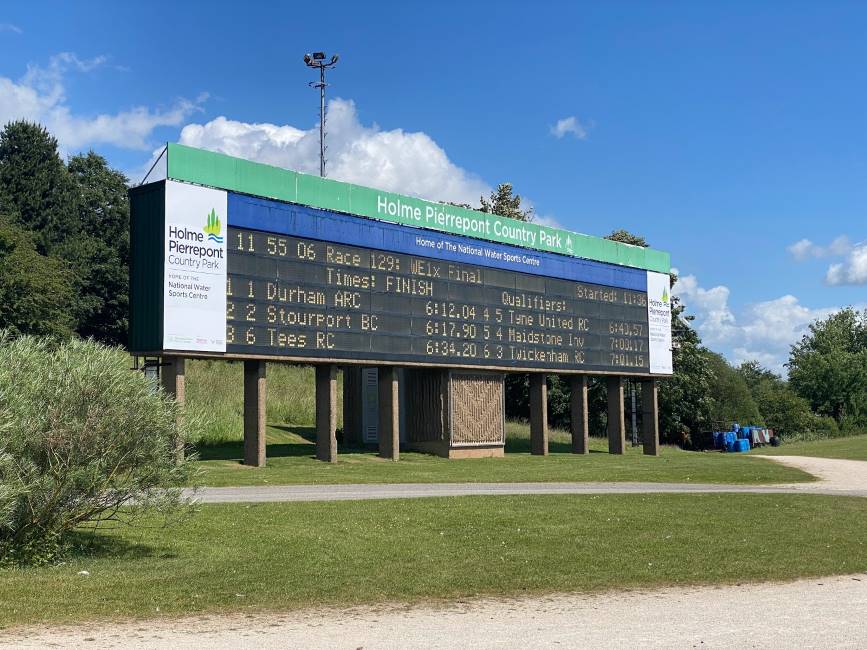 Holme Pierrepont Country Park
Home of The National Water Sports Centre
Holme
Pierrepont
Country Park
HOME OF THE
National Water
Sports Centre
11 55 06 Race 129: WE1x Final
Times: FINISH Qualifiers: Started: 11:36
1 1 Durham ARC 6:12.04 4 5 Tyne United RC 6:40.57
2 2 Stourport BC 6:17.90 5 4 Maidstone Inv 7:00.17
3 6 Tees RC 6:34.20 6 3 Twickenham RC 7:01.15
Holme
Pierrepont
Country Park